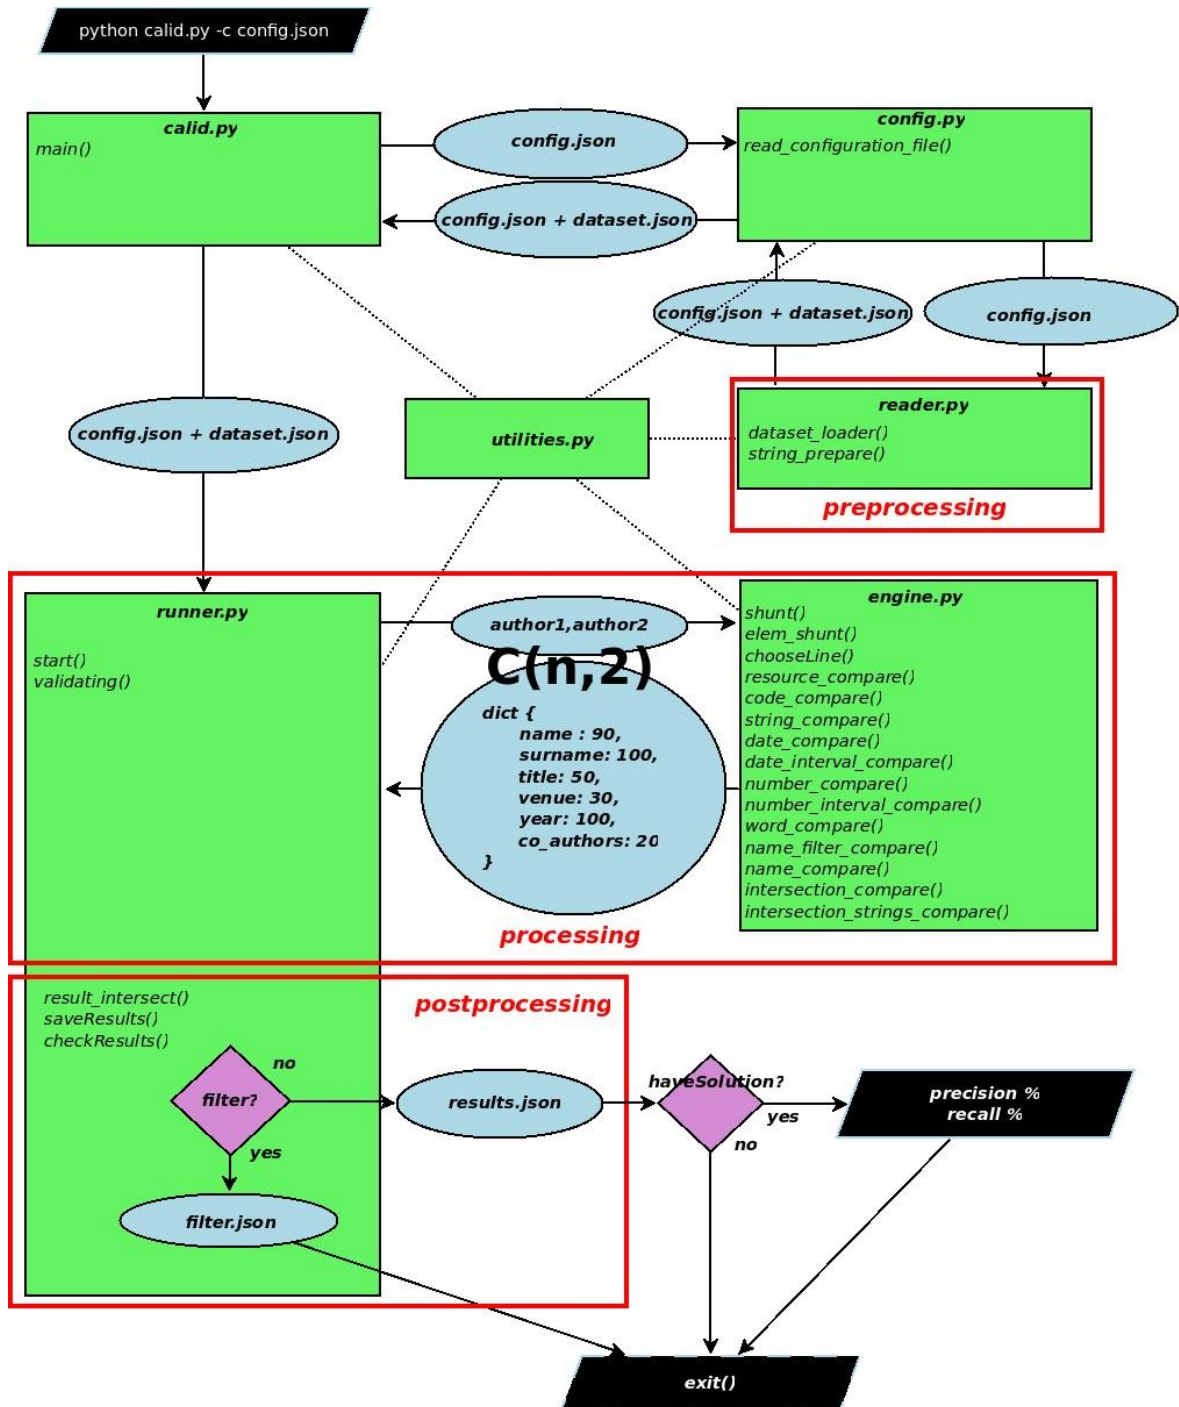 python calid.py -c config.json
calid.py
main()
config.json
config.py
read_configuration_file()
config.json + dataset.json
config.json + dataset.json
config.json
config.json + dataset.json
utilities.py
reader.py
dataset_loader()
string_prepare()
preprocessing
runner.py
start()
validating()
author1,author2
C(n,2)
dict {
name : 90,
surname: 100,
title: 50,
venue: 30,
year: 100,
co_authors: 20
}
engine.py
shunt()
elem_shunt()
chooseLine()
resource_compare()
code_compare()
string_compare()
date_compare()
date_interval_compare()
number_compare()
number_interval_compare()
word_compare()
name_filter_compare()
name_compare()
intersection_compare()
intersection_strings_compare()
processing
postprocessing
result_intersect()
saveResults()
checkResults()
filter?
no
yes
filter.json
results.json
haveSolution?
yes
no
precision %
recall %
exit()